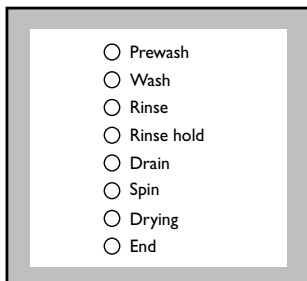 Prewash
Wash
Rinse
Rinse hold
Drain
Spin
Drying
End